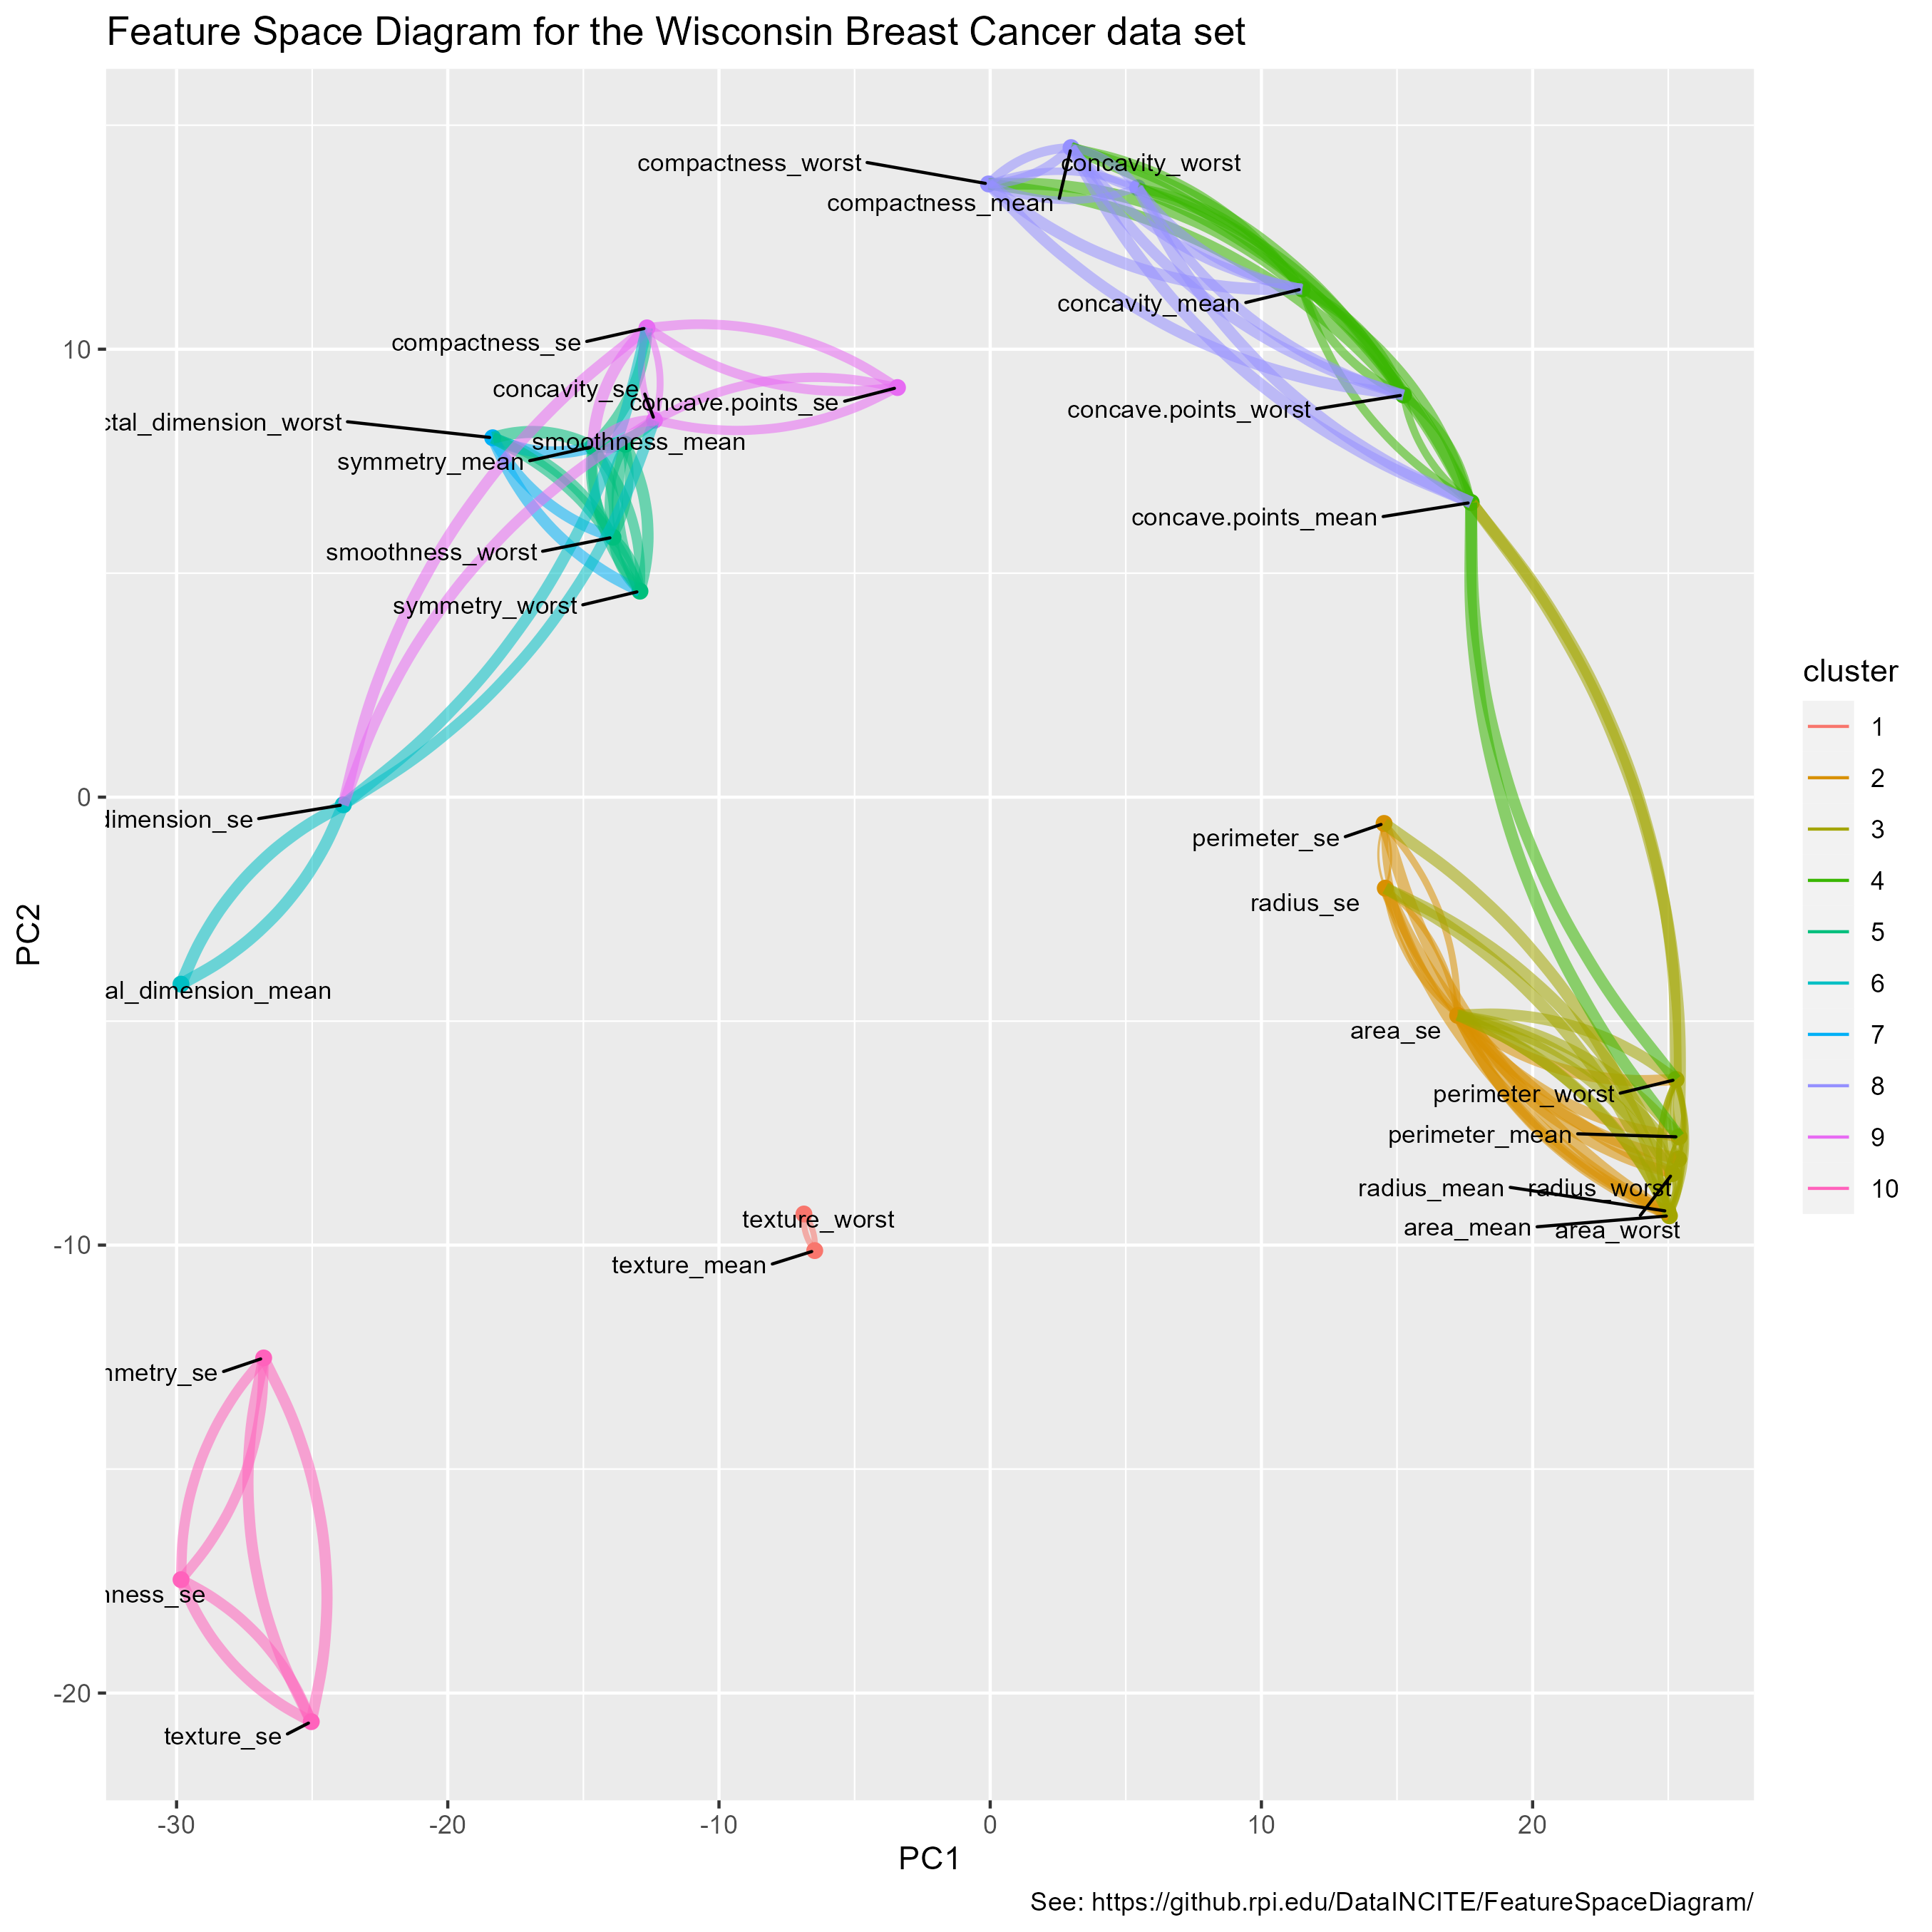 Feature Space Diagram for the Wisconsin Breast Cancer data set
compactness_worst
concavity_worst
compactness_mean
concavity_mean
compactness_se
concavity_se
concave.points_se
concave.points_worst
ctal_dimension_worst
smoothness_mean
symmetry_mean
concave.points_mean
smoothness_worst
symmetry_worst
dimension_se
perimeter_se
radius_se
al_dimension_mean
area_se
perimeter_worst
perimeter_mean
radius_mean
radius_worst
area_mean
area_worst
texture_worst
texture_mean
mmetry_se
nness_se
texture_se
10
0
-10
-20
PC2
-30
-20
-10
0
10
20
PC1
cluster
1
2
3
4
5
6
7
8
9
10
See: https://github.rpi.edu/DataINCITE/FeatureSpaceDiagram/